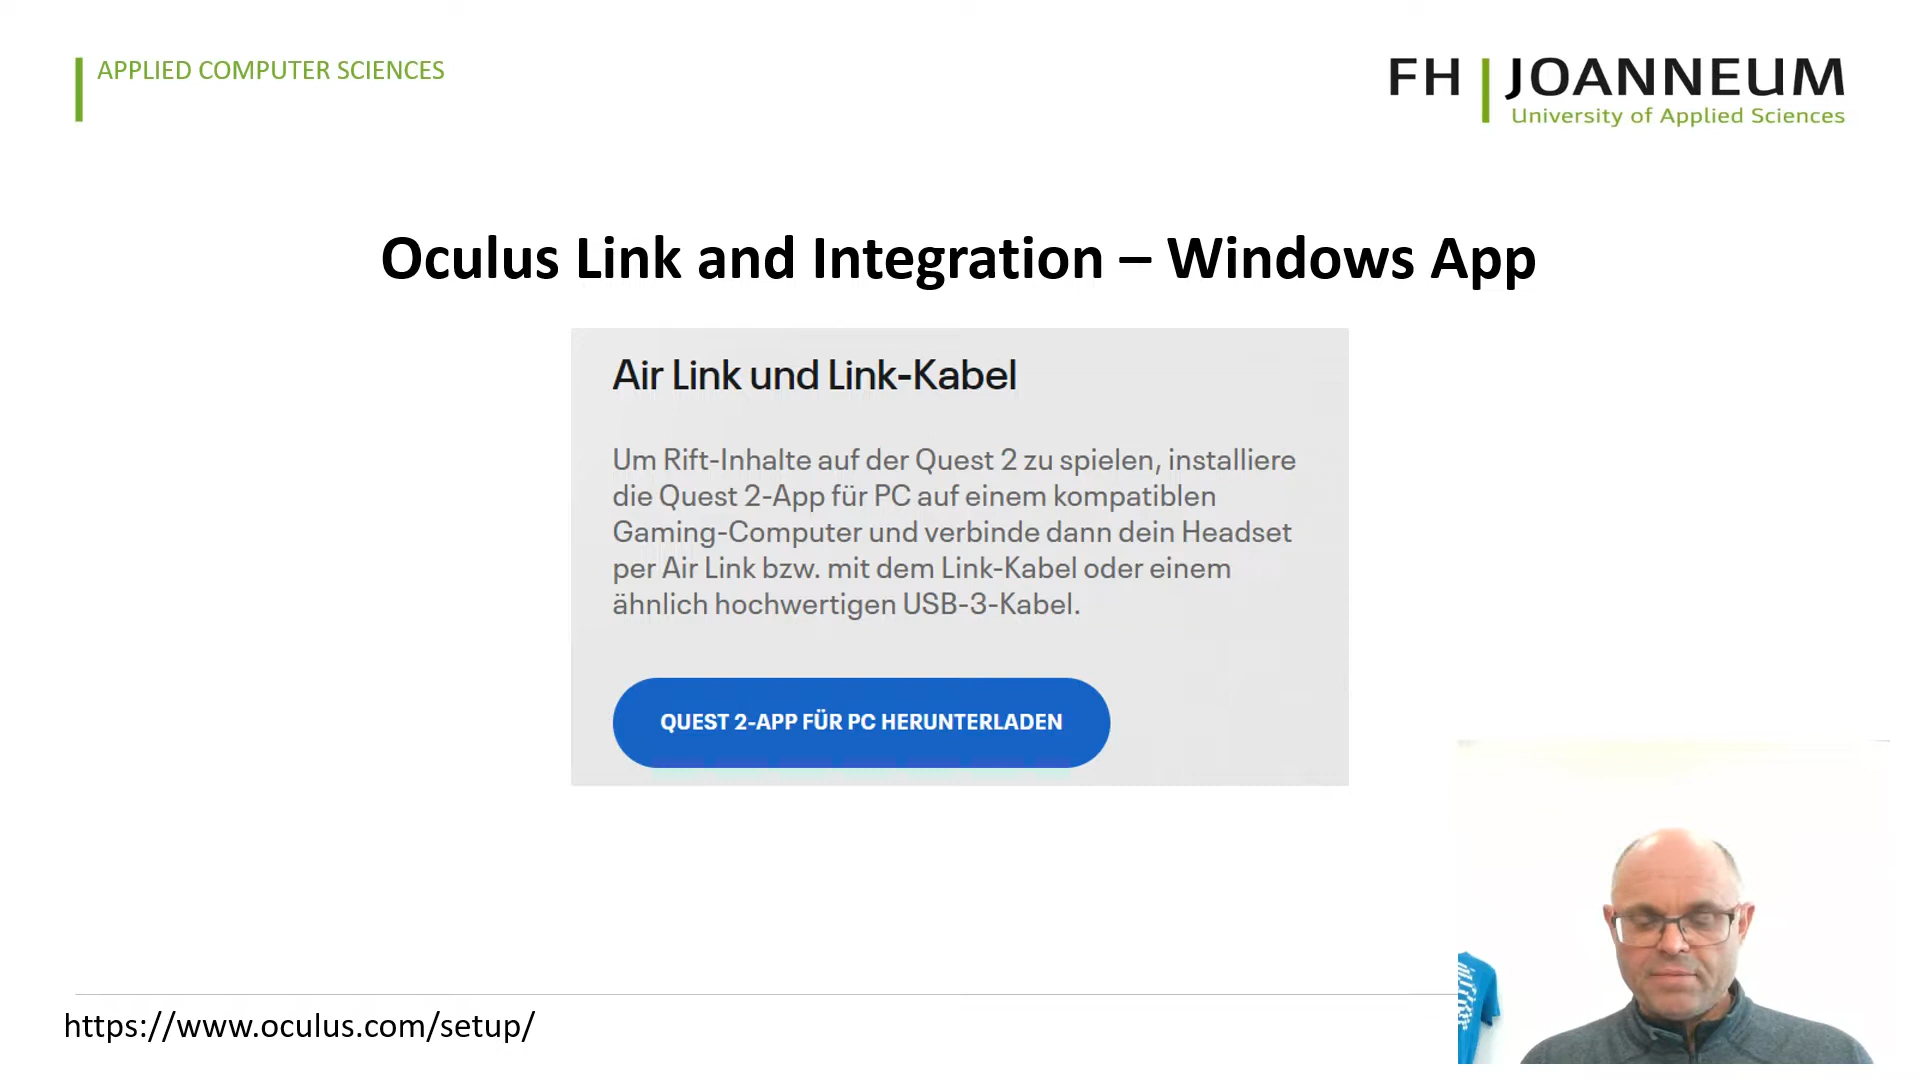 APPLIED COMPUTER SCIENCES
FH JOANNEUM
University of Applied Sciences
Oculus Link and Integration – Windows App
Air Link und Link-Kabel
Um Rift-Inhalte auf der Quest 2 zu spielen, installiere
die Quest 2-App für PC auf einem kompatiblen
Gaming-Computer und verbinde dann dein Headset
per Air Link bzw. mit dem Link-Kabel oder einem
ähnlich hochwertigen USB-3-Kabel.
QUEST 2-APP FÜR PC HERUNTERLADEN
https://www.oculus.com/setup/